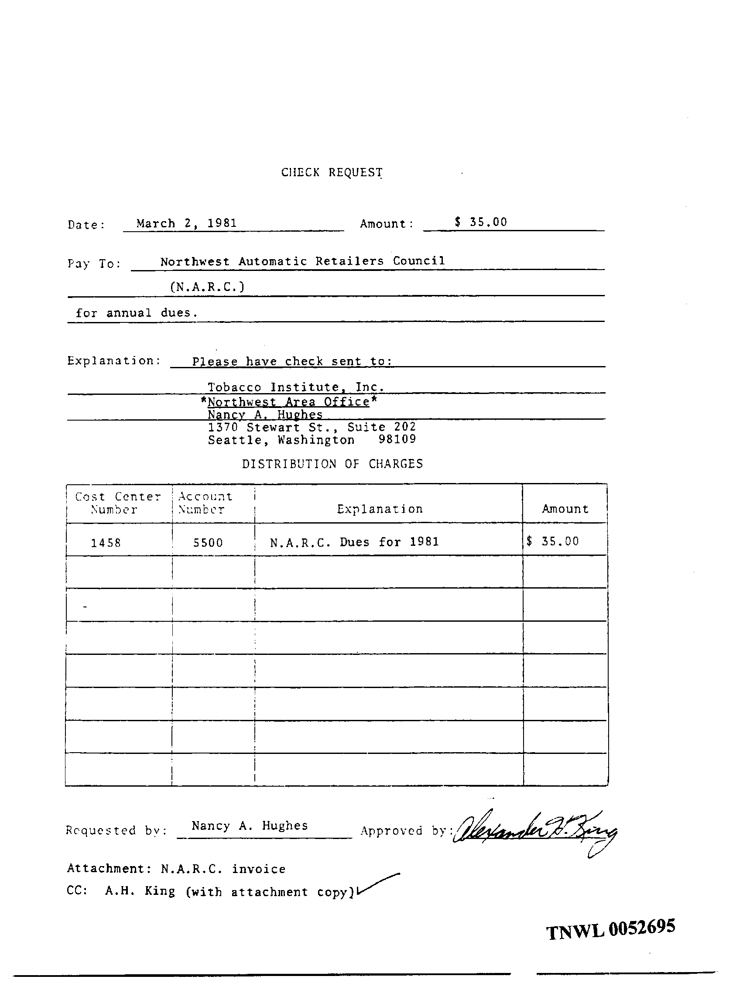 CHECK REQUEST
Date: March 2, 1981 Amount: $ 35.00
Pay To: Northwest Automatic Retailers Council
(N.A.R.C.)
for annual dues.
Explanation: Please have check sent to:
Tobacco Institute, Inc.
*Northwest Area Office*
Nancy A. Hughes
1370 Stewart St., Suite 202
Seattle, Washington 98109
DISTRIBUTION OF CHARGES
Cost Center Number Account Number Explanation Amount
1458 5500 N.A.R.C. Dues for 1981 $ 35.00
-
Requested by: Nancy A. Hughes Approved by: Alexander H. King
Attachment: N.A.R.C. invoice
CC: A.H. King (with attachment copy)
TNWL 0052695